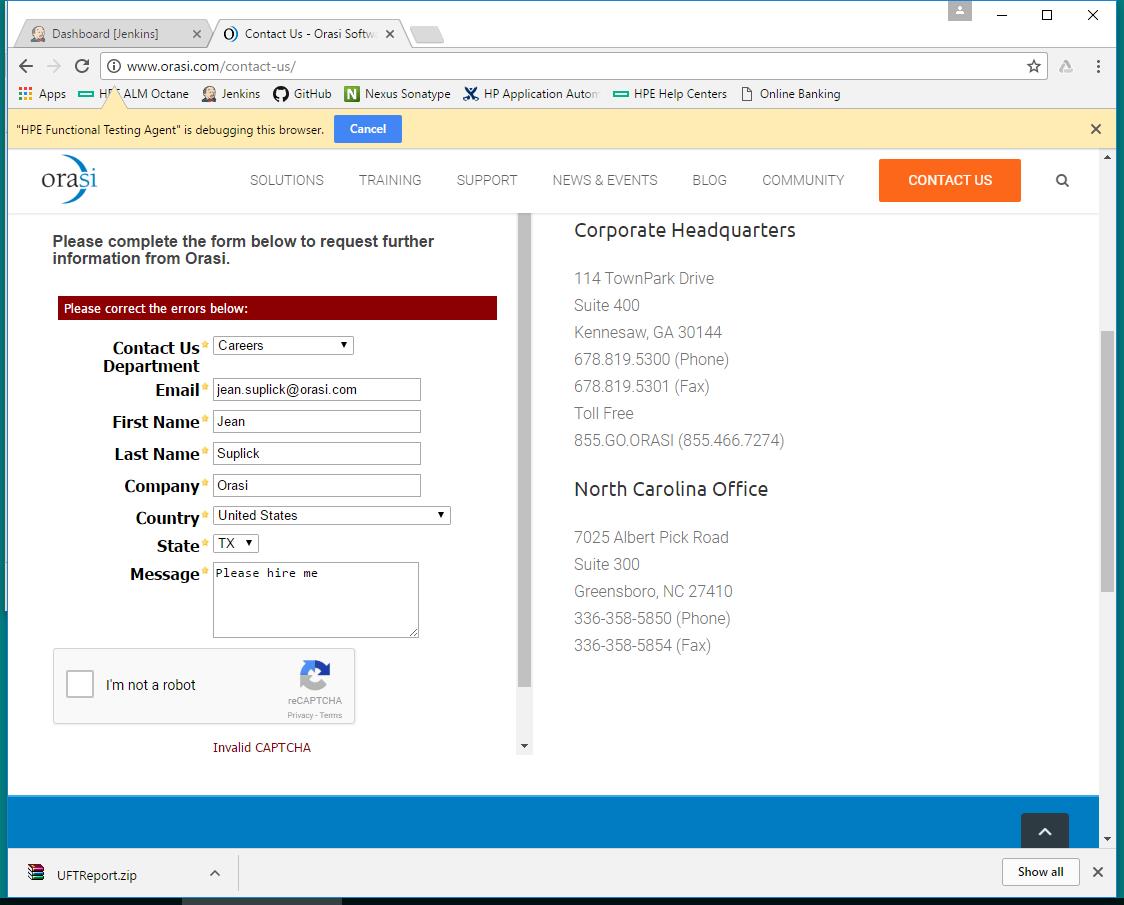 Dashboard [Jenkins]
Contact Us - Orasi Softw
www.orasi.com/contact-us/
Apps
ALM Octane
Jenkins
GitHub
Nexus Sonatype
HP Application Autom
HPE Help Centers
Online Banking
"HPE Functional Testing Agent" is debugging this browser.
Cancel
orasi
SOLUTIONS
TRAINING
SUPPORT
NEWS & EVENTS
BLOG
COMMUNITY
CONTACT US
Please complete the form below to request further
information from Orasi.
Please correct the errors below:
Contact Us
Department
Careers
Email
jean.suplick@orasi.com
First Name
Jean
Last Name
Suplick
Company
Orasi
Country
United States
State
TX
Message
Please hire me
I'm not a robot
reCAPTCHA
Privacy - Terms
Invalid CAPTCHA
Corporate Headquarters
114 TownPark Drive
Suite 400
Kennesaw, GA 30144
678.819.5300 (Phone)
678.819.5301 (Fax)
Toll Free
855.GO.ORASI (855.466.7274)
North Carolina Office
7025 Albert Pick Road
Suite 300
Greensboro, NC 27410
336-358-5850 (Phone)
336-358-5854 (Fax)
UFTReport.zip
Show all